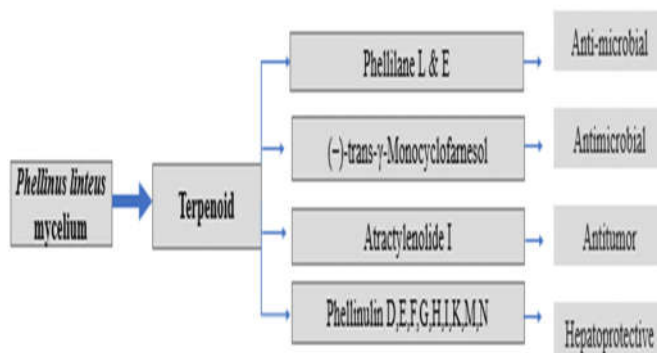 Phellilane L & E
Anti-microbial
(−)-trans-γ-Monocyclofarnesol
Antimicrobial
Phellinus linteus
mycelium
Terpenoid
Atractylenolide I
Antitumor
Phellinulin D,E,F,G,H,I,K,M,N
Hepatoprotective